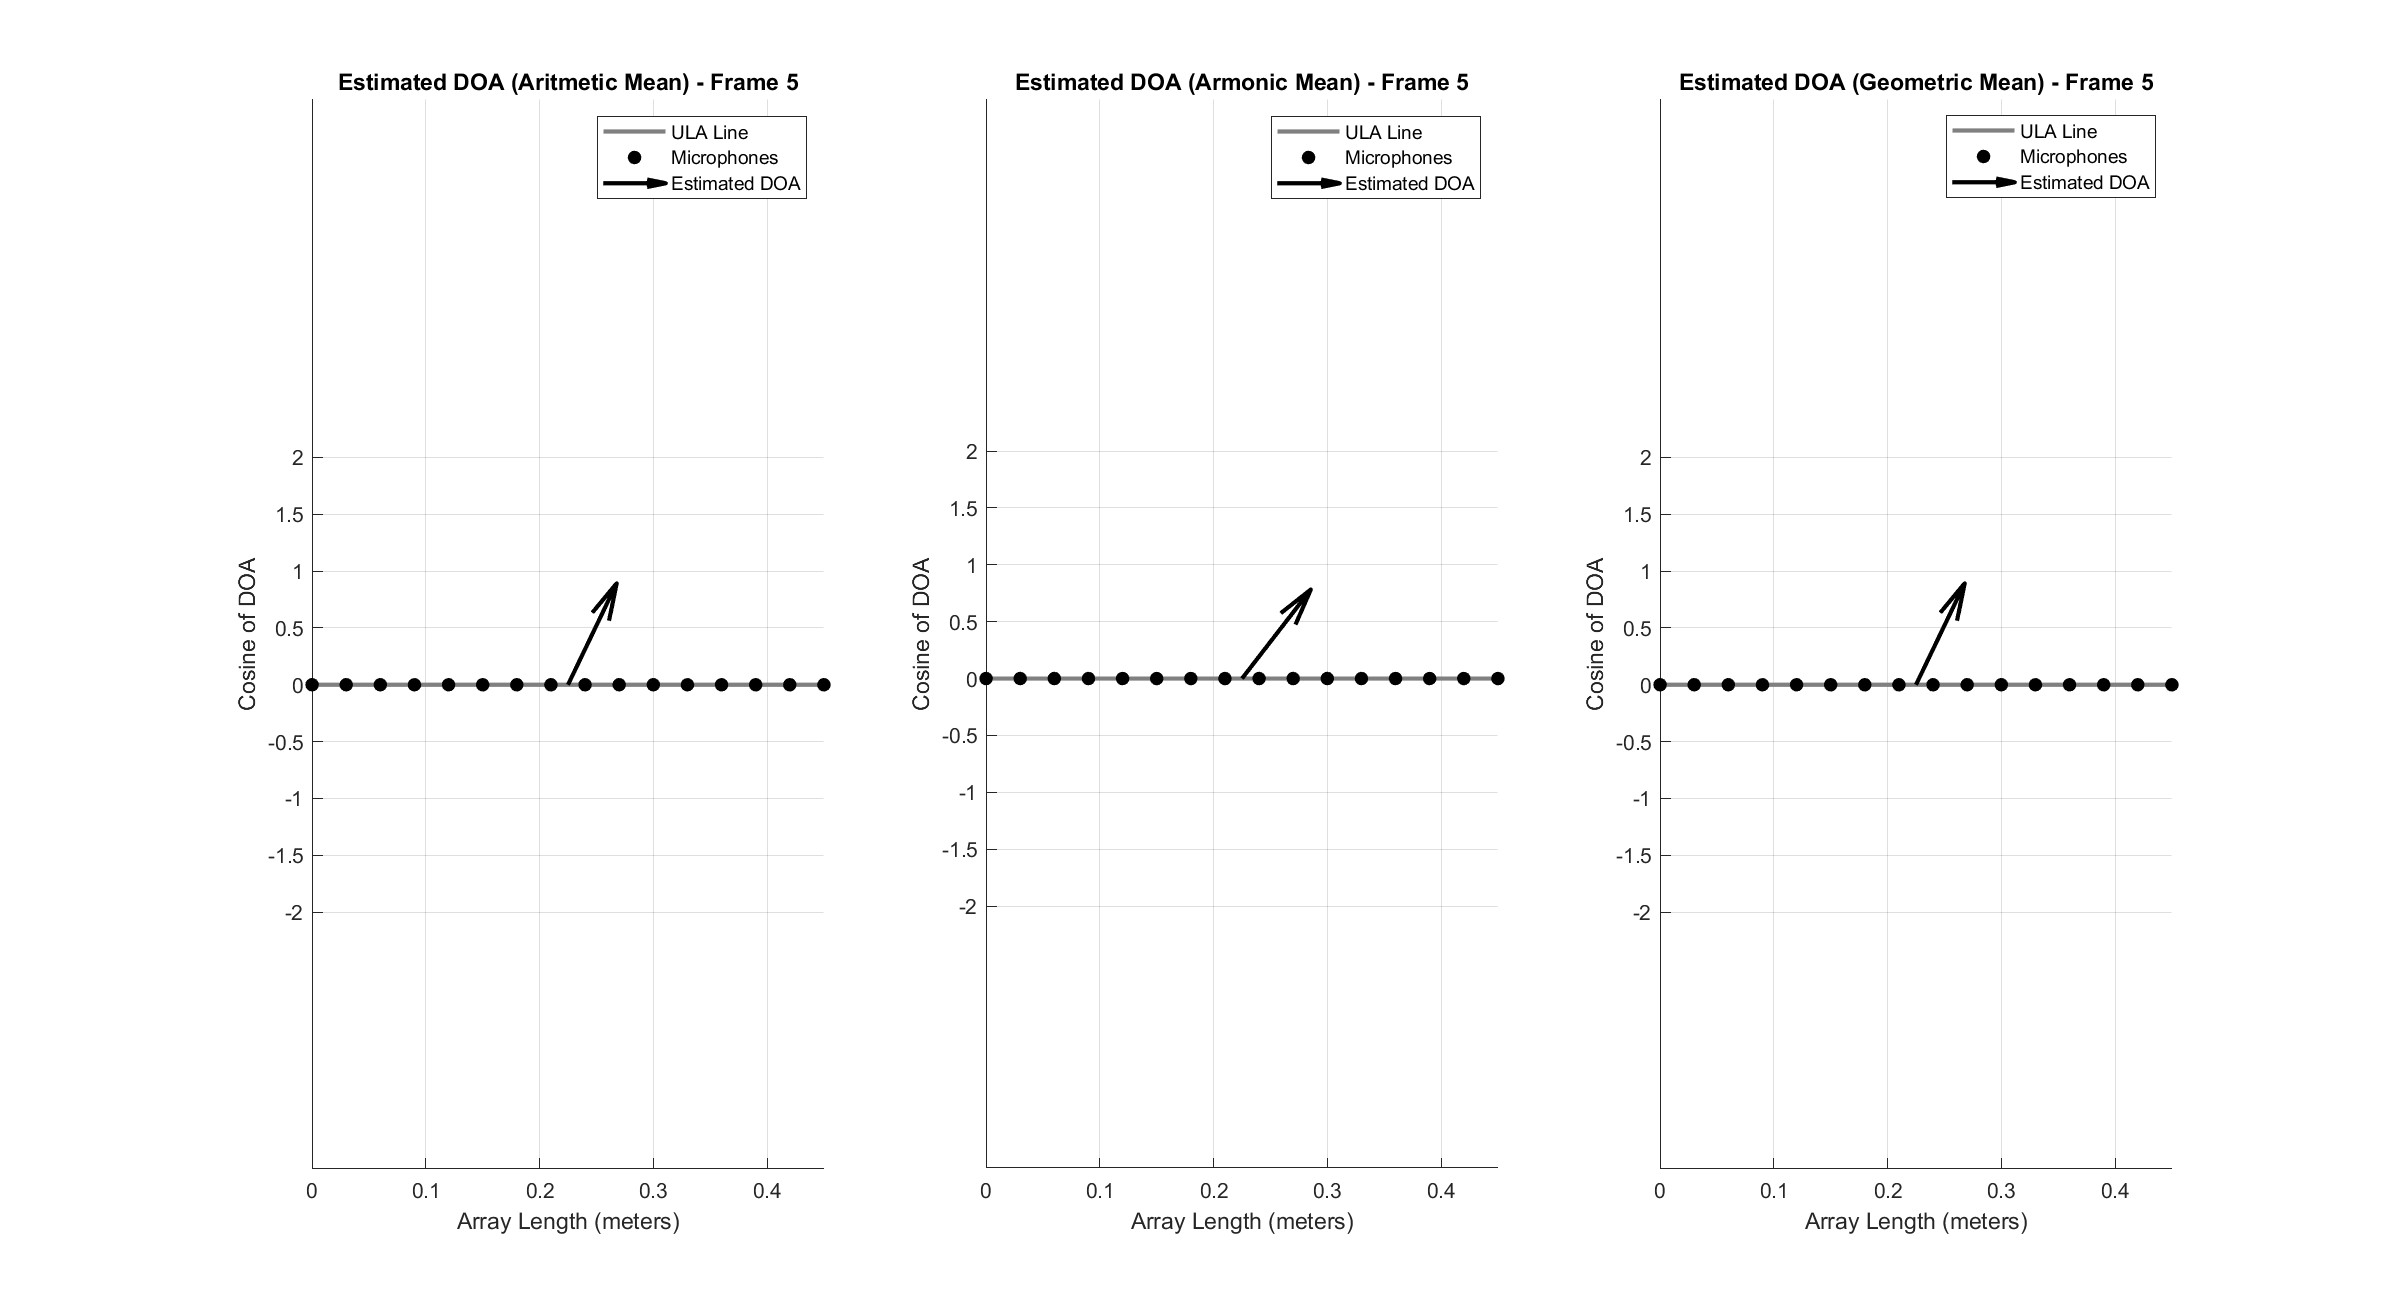 Estimated DOA (Aritmetic Mean) - Frame 5
ULA Line
Microphones
Estimated DOA
2
1.5
1
0.5
0
-0.5
-1
-1.5
-2
Cosine of DOA
0 0.1 0.2 0.3 0.4
Array Length (meters)
Estimated DOA (Armonic Mean) - Frame 5
ULA Line
Microphones
Estimated DOA
2
1.5
1
0.5
0
-0.5
-1
-1.5
-2
Cosine of DOA
0 0.1 0.2 0.3 0.4
Array Length (meters)
Estimated DOA (Geometric Mean) - Frame 5
ULA Line
Microphones
Estimated DOA
2
1.5
1
0.5
0
-0.5
-1
-1.5
-2
Cosine of DOA
0 0.1 0.2 0.3 0.4
Array Length (meters)